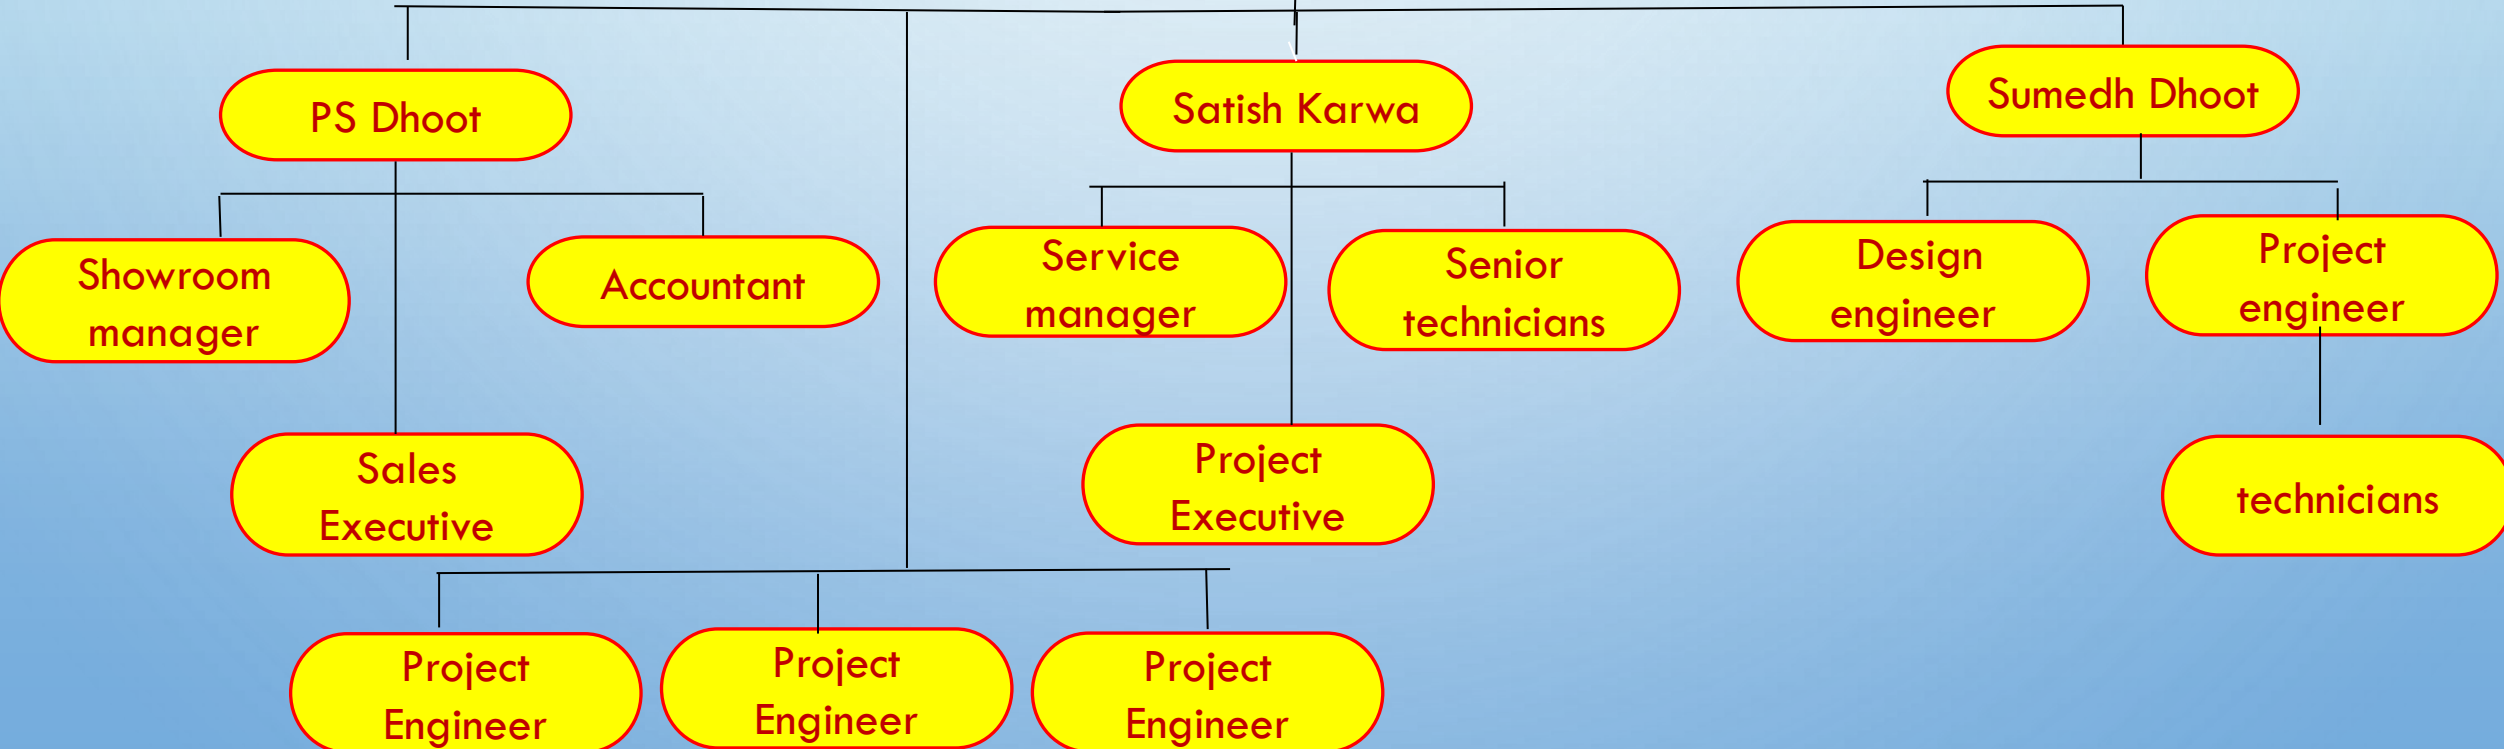 PS Dhoot
Satish Karwa
Sumedh Dhoot
Showroom
manager
Accountant
Service
manager
Senior
technicians
Design
engineer
Project
engineer
Sales
Executive
Project
Executive
technicians
Project
Engineer
Project
Engineer
Project
Engineer